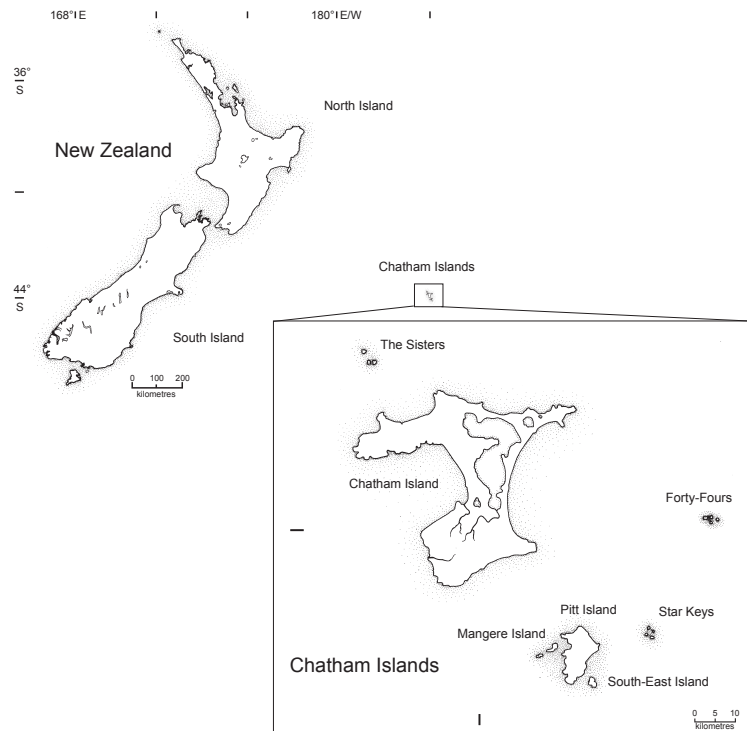 168° E
180° E/W
36°
S
North Island
New Zealand
Chatham Islands
44°
S
South Island
0 100 200
kilometres
The Sisters
Chatham Island
Forty-Fours
Pitt Island
Star Keys
Mangere Island
Chatham Islands
South-East Island
0 5 10
kilometres